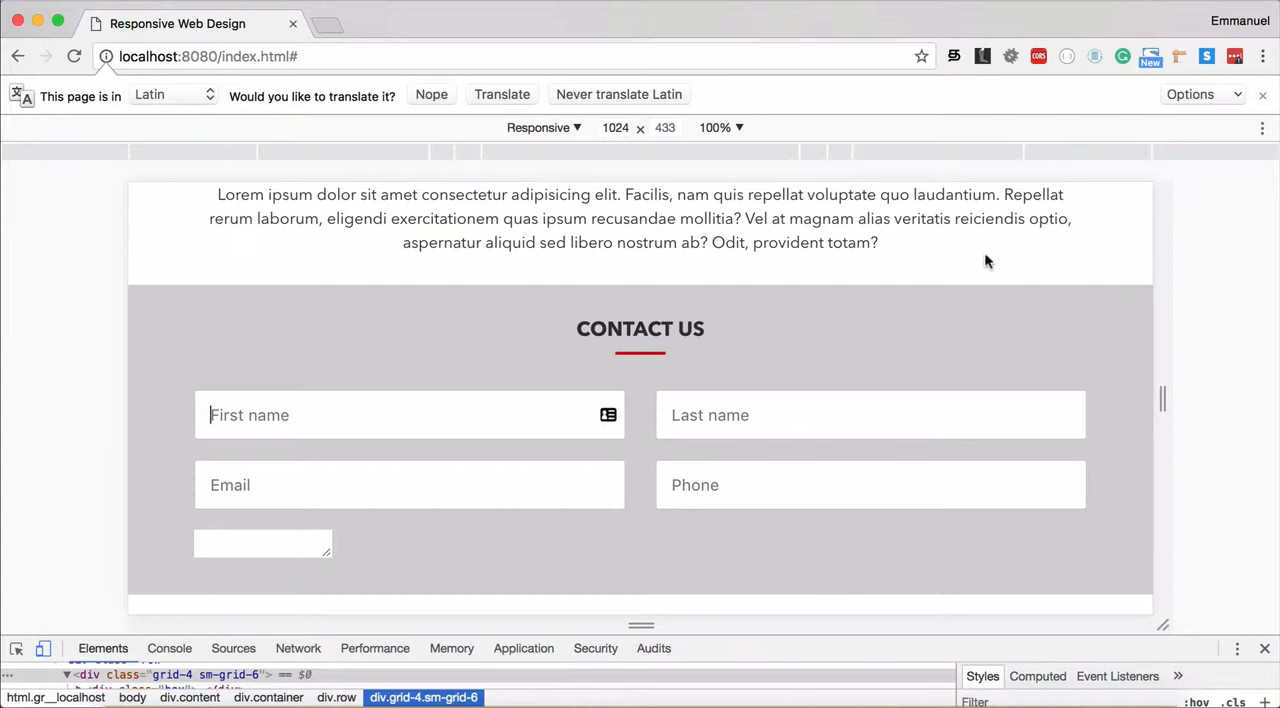 Responsive Web Design
Emmanuel
localhost:8080/index.html#
CORS
New
This page is in Latin Would you like to translate it? Nope Translate Never translate Latin Options
Responsive 1024 x 433 100%
Lorem ipsum dolor sit amet consectetur adipisicing elit. Facilis, nam quis repellat voluptate quo laudantium. Repellat
rerum laborum, eligendi exercitationem quas ipsum recusandae mollitia? Vel at magnam alias veritatis reiciendis optio,
aspernatur aliquid sed libero nostrum ab? Odit, provident totam?
CONTACT US
First name Last name
Email Phone
Elements Console Sources Network Performance Memory Application Security Audits
<div class="grid-4 sm-grid-6"> == $0
Styles Computed Event Listeners »
html.gr__localhost body div.content div.container div.row div.grid-4.sm-grid-6
Filter :hov .cls +